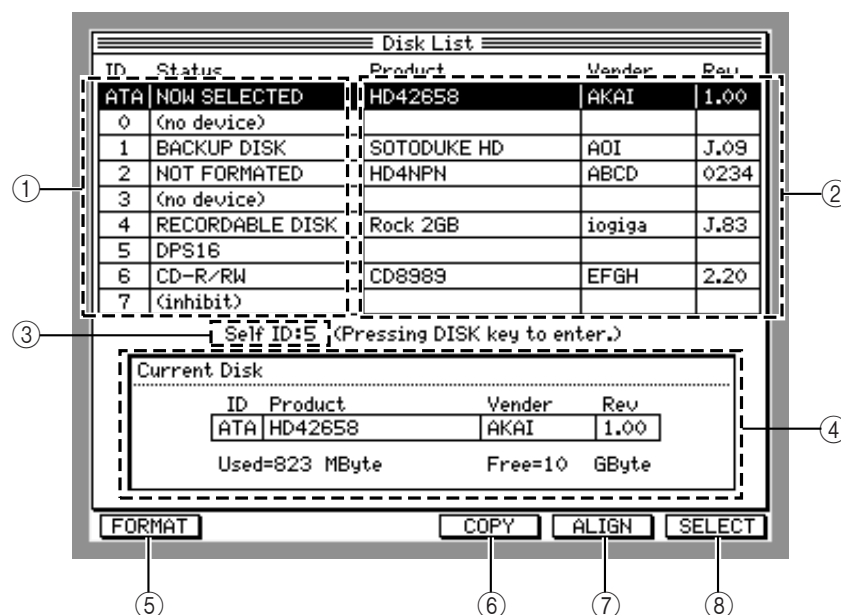 Disk List
ID Status Product Vender Rev
ATA NOW SELECTED HD42658 AKAI 1.00
0 (no device)
1 BACKUP DISK SOTODUKE HD AOI J.09
2 NOT FORMATED HD4NPN ABCD 0234
3 (no device)
4 RECORDABLE DISK Rock 2GB iogiga J.83
5 DPS16
6 CD-R/RW CD8989 EFGH 2.20
7 (inhibit)
① ②
③ Self ID:5 (Pressing DISK key to enter.)
Current Disk
ID Product Vender Rev
ATA HD42658 AKAI 1.00
④
Used=823 MByte Free=10 GByte
FORMAT COPY ALIGN SELECT
⑤ ⑥ ⑦ ⑧